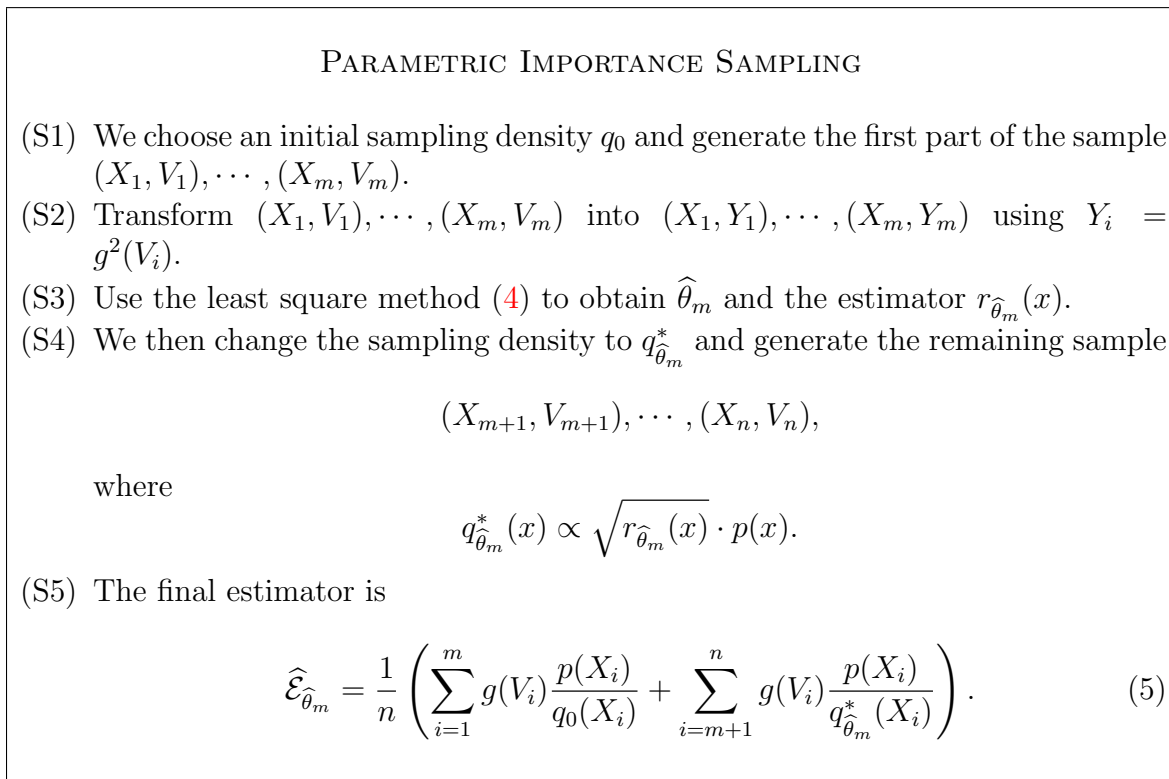 PARAMETRIC IMPORTANCE SAMPLING
(S1) We choose an initial sampling density $q_0$ and generate the first part of the sample
$(X_1, V_1), \cdots, (X_m, V_m)$.
(S2) Transform $(X_1, V_1), \cdots, (X_m, V_m)$ into $(X_1, Y_1), \cdots, (X_m, Y_m)$ using $Y_i =$
$g^2(V_i)$.
(S3) Use the least square method (4) to obtain $\widehat{\theta}_m$ and the estimator $r_{\widehat{\theta}_m}(x)$.
(S4) We then change the sampling density to $q^*_{\widehat{\theta}_m}$ and generate the remaining sample
$(X_{m+1}, V_{m+1}), \cdots, (X_n, V_n),$
where
$q^*_{\widehat{\theta}_m}(x) \propto \sqrt{r_{\widehat{\theta}_m}(x)} \cdot p(x).$
(S5) The final estimator is
$\widehat{\mathcal{E}}_{\widehat{\theta}_m} = \frac{1}{n} \left( \sum_{i=1}^{m} g(V_i) \frac{p(X_i)}{q_0(X_i)} + \sum_{i=m+1}^{n} g(V_i) \frac{p(X_i)}{q^*_{\widehat{\theta}_m}(X_i)} \right).$ (5)